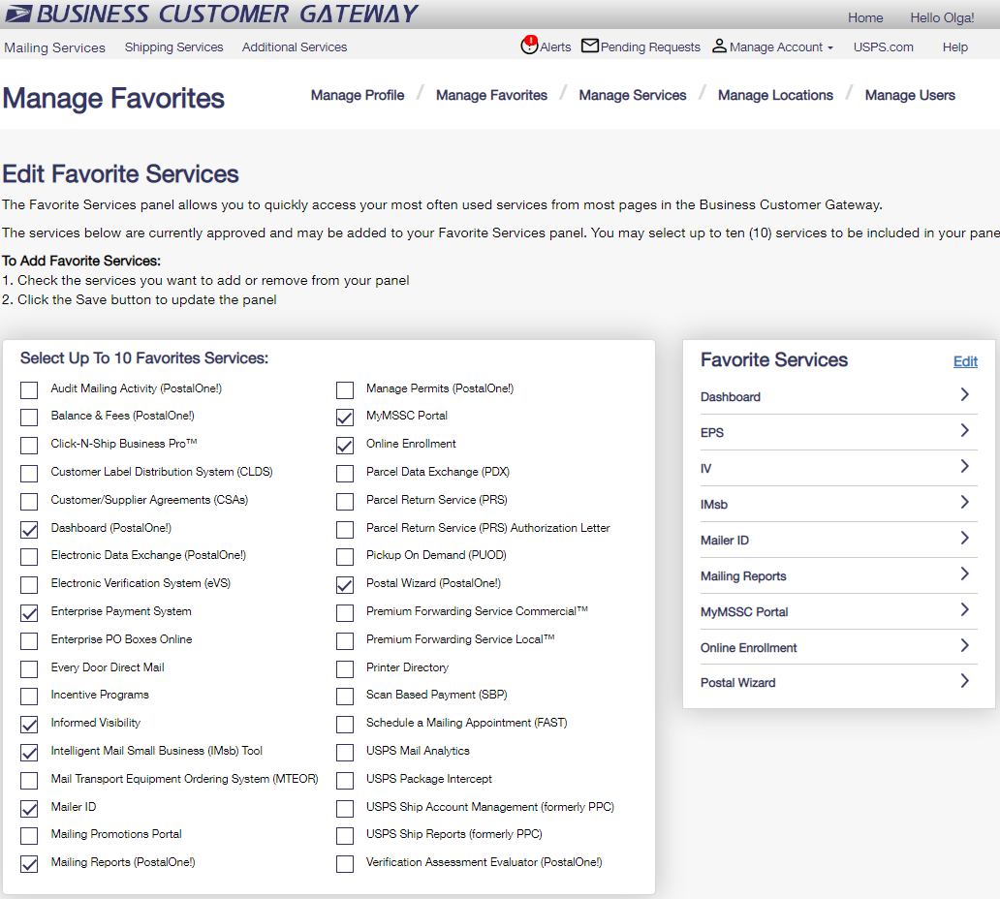 BUSINESS CUSTOMER GATEWAY
Home Hello Olga!
Mailing Services Shipping Services Additional Services ! Alerts Pending Requests Manage Account USPS.com Help
Manage Favorites
Manage Profile / Manage Favorites / Manage Services / Manage Locations / Manage Users
Edit Favorite Services
The Favorite Services panel allows you to quickly access your most often used services from most pages in the Business Customer Gateway.
The services below are currently approved and may be added to your Favorite Services panel. You may select up to ten (10) services to be included in your pane
To Add Favorite Services:
1. Check the services you want to add or remove from your panel
2. Click the Save button to update the panel
Select Up To 10 Favorites Services:
Audit Mailing Activity (PostalOne!)
Balance & Fees (PostalOne!)
Click-N-Ship Business Pro™
Customer Label Distribution System (CLDS)
Customer/Supplier Agreements (CSAs)
Dashboard (PostalOne!)
Electronic Data Exchange (PostalOne!)
Electronic Verification System (eVS)
Enterprise Payment System
Enterprise PO Boxes Online
Every Door Direct Mail
Incentive Programs
Informed Visibility
Intelligent Mail Small Business (IMsb) Tool
Mail Transport Equipment Ordering System (MTEOR)
Mailer ID
Mailing Promotions Portal
Mailing Reports (PostalOne!)
Manage Permits (PostalOne!)
MyMSSC Portal
Online Enrollment
Parcel Data Exchange (PDX)
Parcel Return Service (PRS)
Parcel Return Service (PRS) Authorization Letter
Pickup On Demand (PUOD)
Postal Wizard (PostalOne!)
Premium Forwarding Service Commercial™
Premium Forwarding Service Local™
Printer Directory
Scan Based Payment (SBP)
Schedule a Mailing Appointment (FAST)
USPS Mail Analytics
USPS Package Intercept
USPS Ship Account Management (formerly PPC)
USPS Ship Reports (formerly PPC)
Verification Assessment Evaluator (PostalOne!)
Favorite Services Edit
Dashboard
EPS
IV
IMsb
Mailer ID
Mailing Reports
MyMSSC Portal
Online Enrollment
Postal Wizard